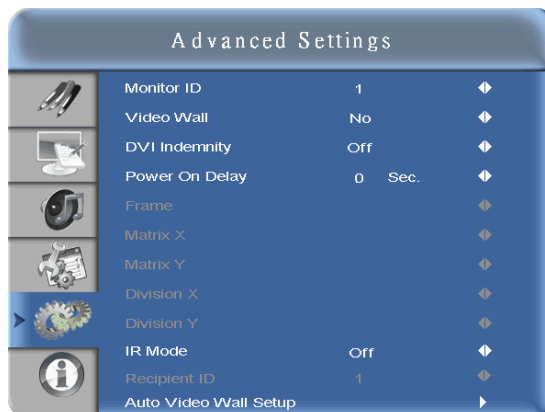 Advanced Settings
Monitor ID 1
Video Wall No
DVI Indemnity Off
Power On Delay 0 Sec.
Frame
Matrix X
Matrix Y
Division X
Division Y
IR Mode Off
Recipient ID 1
Auto Video Wall Setup